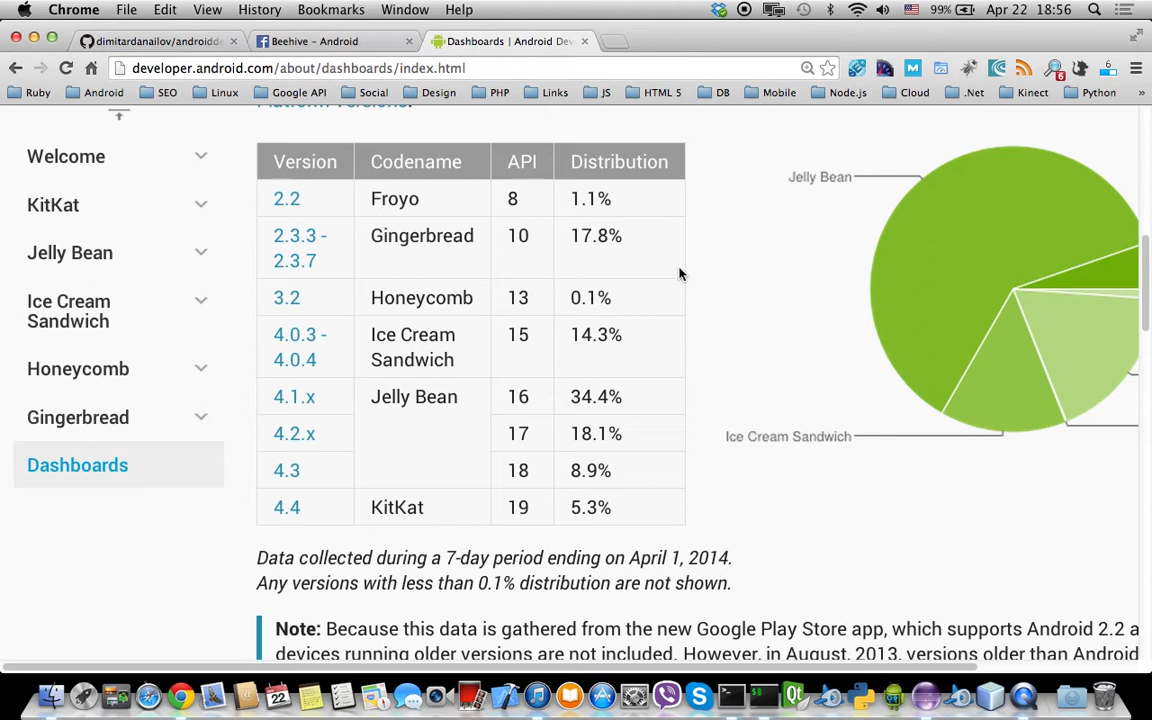 Chrome File Edit View History Bookmarks Window Help 99% Apr 22 18:56
dimitardanailov/androidde Beehive - Android Dashboards | Android Dev
developer.android.com/about/dashboards/index.html
Ruby Android SEO Linux Google API Social Design PHP Links JS HTML 5 DB Mobile Node.js Cloud .Net Kinect Python »
Platform Versions.
Welcome
KitKat
Jelly Bean
Ice Cream
Sandwich
Honeycomb
Gingerbread
Dashboards
Version Codename API Distribution
2.2 Froyo 8 1.1%
2.3.3 - Gingerbread 10 17.8%
2.3.7
3.2 Honeycomb 13 0.1%
4.0.3 - Ice Cream 15 14.3%
4.0.4 Sandwich
4.1.x Jelly Bean 16 34.4%
4.2.x 17 18.1%
4.3 18 8.9%
4.4 KitKat 19 5.3%
Jelly Bean
Ice Cream Sandwich
Data collected during a 7-day period ending on April 1, 2014.
Any versions with less than 0.1% distribution are not shown.
Note: Because this data is gathered from the new Google Play Store app, which supports Android 2.2 a
devices running older versions are not included. However, in August, 2013, versions older than Android